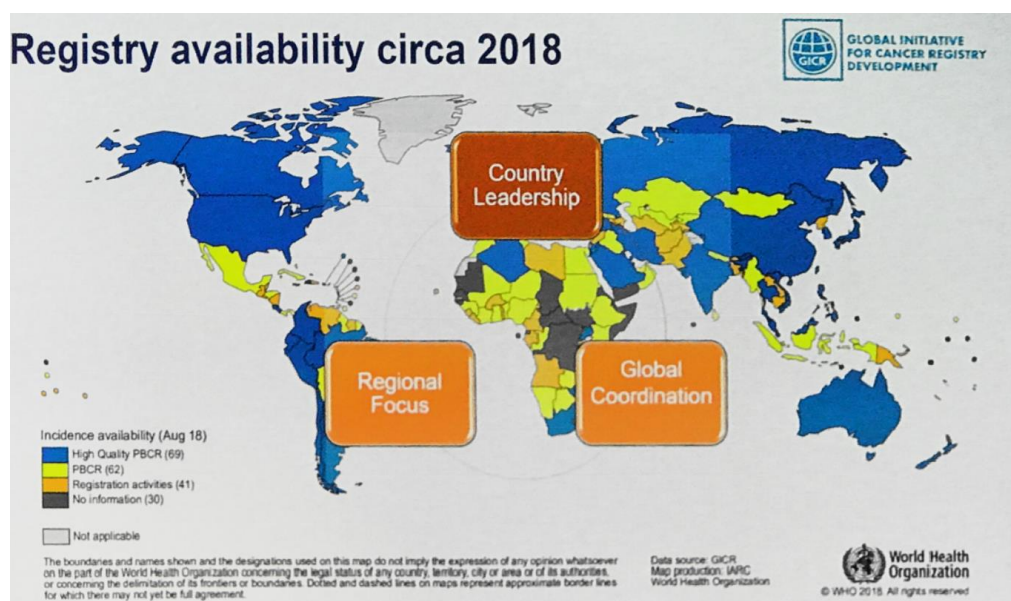 Registry availability circa 2018
GICR
GLOBAL INITIATIVE
FOR CANCER REGISTRY
DEVELOPMENT
Country
Leadership
Regional
Focus
Global
Coordination
Incidence availability (Aug 18)
High Quality PBCR (69)
PBCR (62)
Registration activities (41)
No information (30)
Not applicable
The boundaries and names shown and the designations used on this map do not imply the expression of any opinion whatsoever
on the part of the World Health Organization concerning the legal status of any country, territory, city or area or of its authorities,
or concerning the delimitation of its frontiers or boundaries. Dotted and dashed lines on maps represent approximate border lines
for which there may not yet be full agreement.
Data source: GICR
Map production: IARC
World Health Organization
World Health
Organization
© WHO 2018. All rights reserved